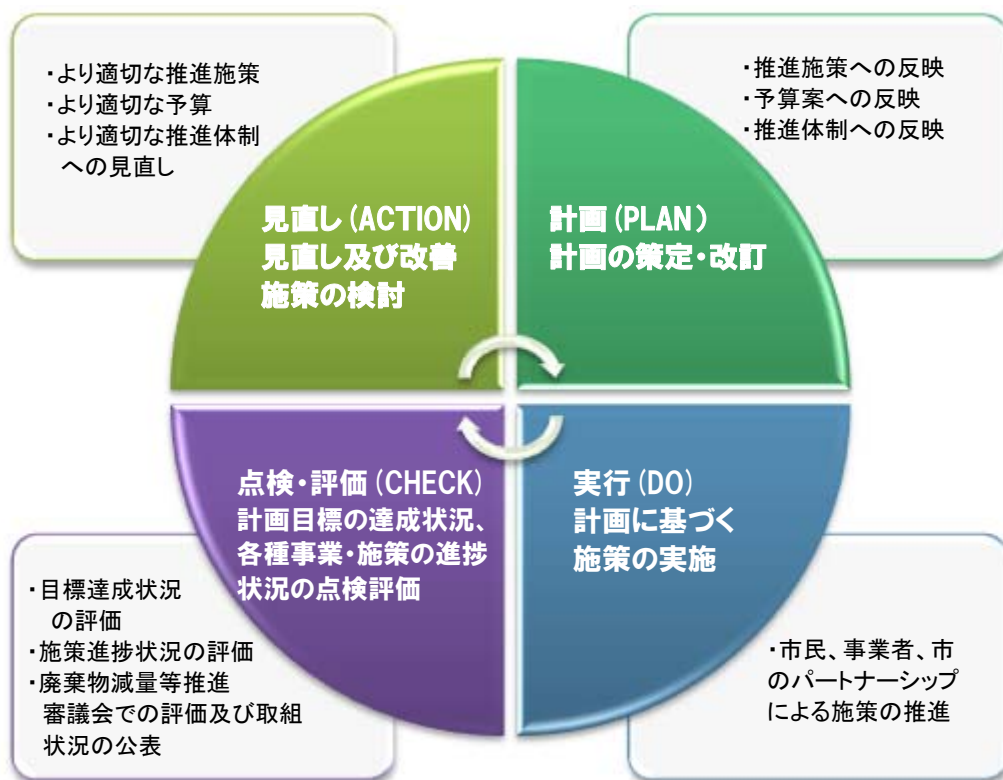 ・より適切な推進施策
・より適切な予算
・より適切な推進体制
への見直し
・推進施策への反映
・予算案への反映
・推進体制への反映
見直し(ACTION)
見直し及び改善
施策の検討
計画(PLAN)
計画の策定・改訂
点検・評価(CHECK)
計画目標の達成状況、
各種事業・施策の進捗
状況の点検評価
実行(DO)
計画に基づく
施策の実施
・目標達成状況
の評価
・施策進捗状況の評価
・廃棄物減量等推進
審議会での評価及び取組
状況の公表
・市民、事業者、市
のパートナーシップ
による施策の推進